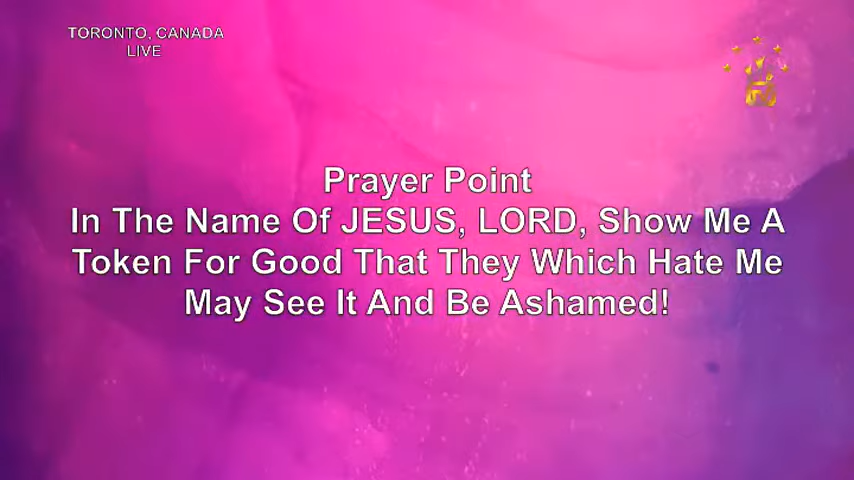 TORONTO, CANADA
LIVE
Prayer Point
In The Name Of JESUS, LORD, Show Me A
Token For Good That They Which Hate Me
May See It And Be Ashamed!